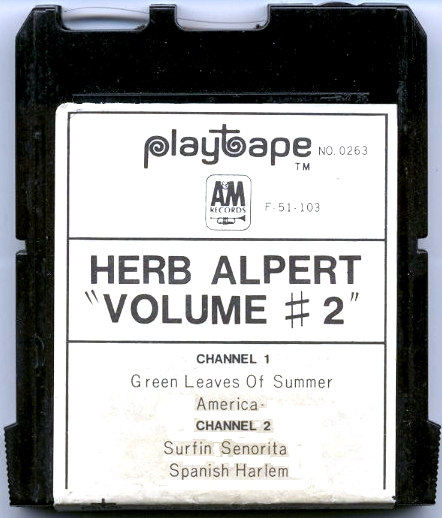 playtape NO. 0263
TM
A&M
RECORDS
F-51-103
HERB ALPERT
"VOLUME # 2"
CHANNEL 1
Green Leaves Of Summer
America-
CHANNEL 2
Surfin Senorita
Spanish Harlem